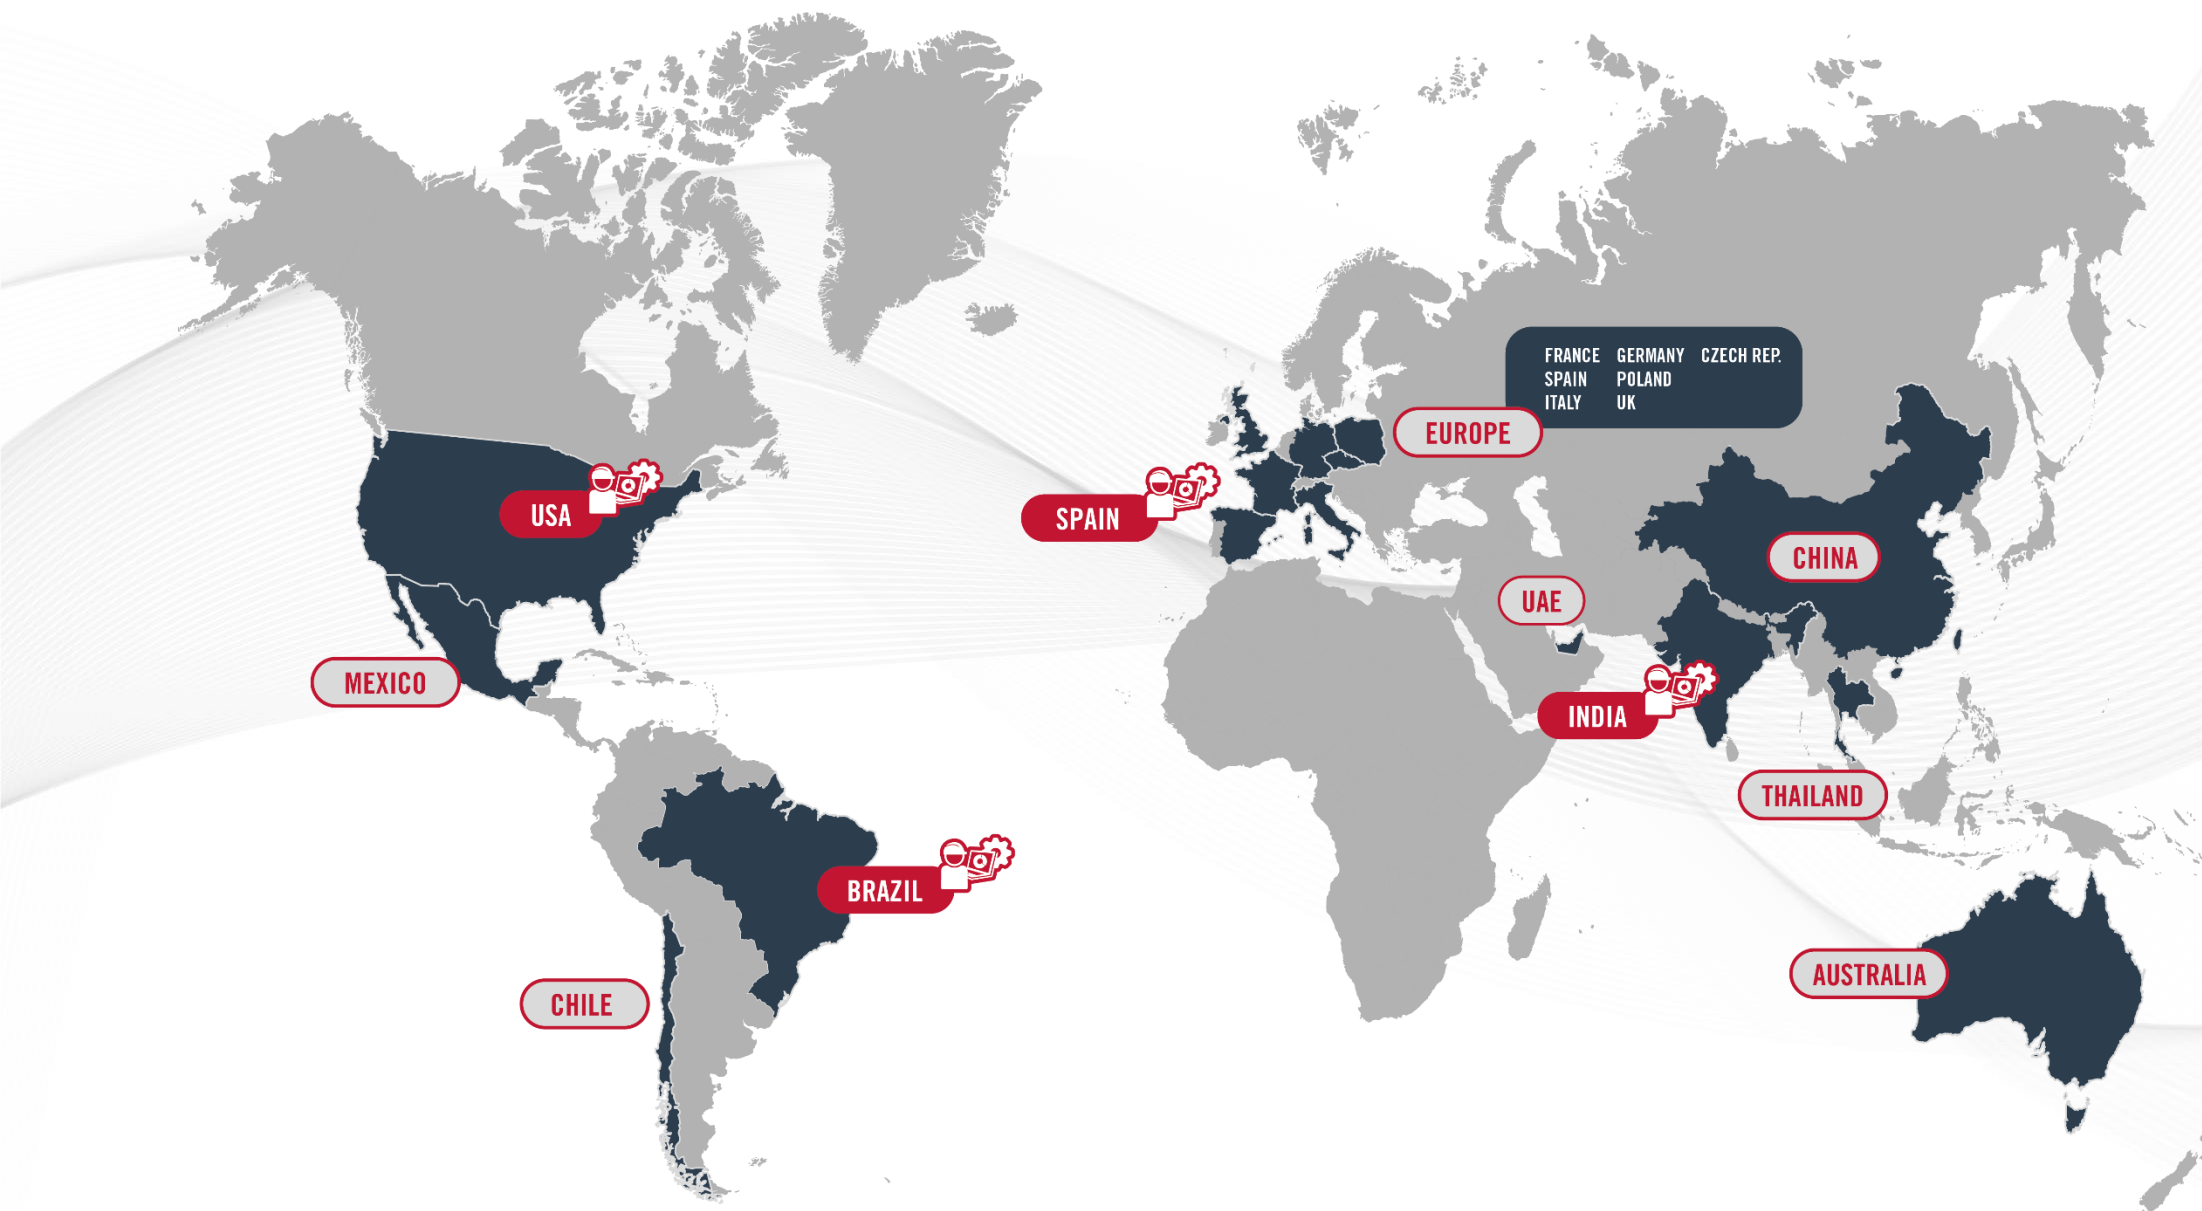 FRANCE GERMANY CZECH REP.
SPAIN POLAND
ITALY UK
EUROPE
USA
SPAIN
CHINA
UAE
MEXICO
INDIA
THAILAND
BRAZIL
AUSTRALIA
CHILE